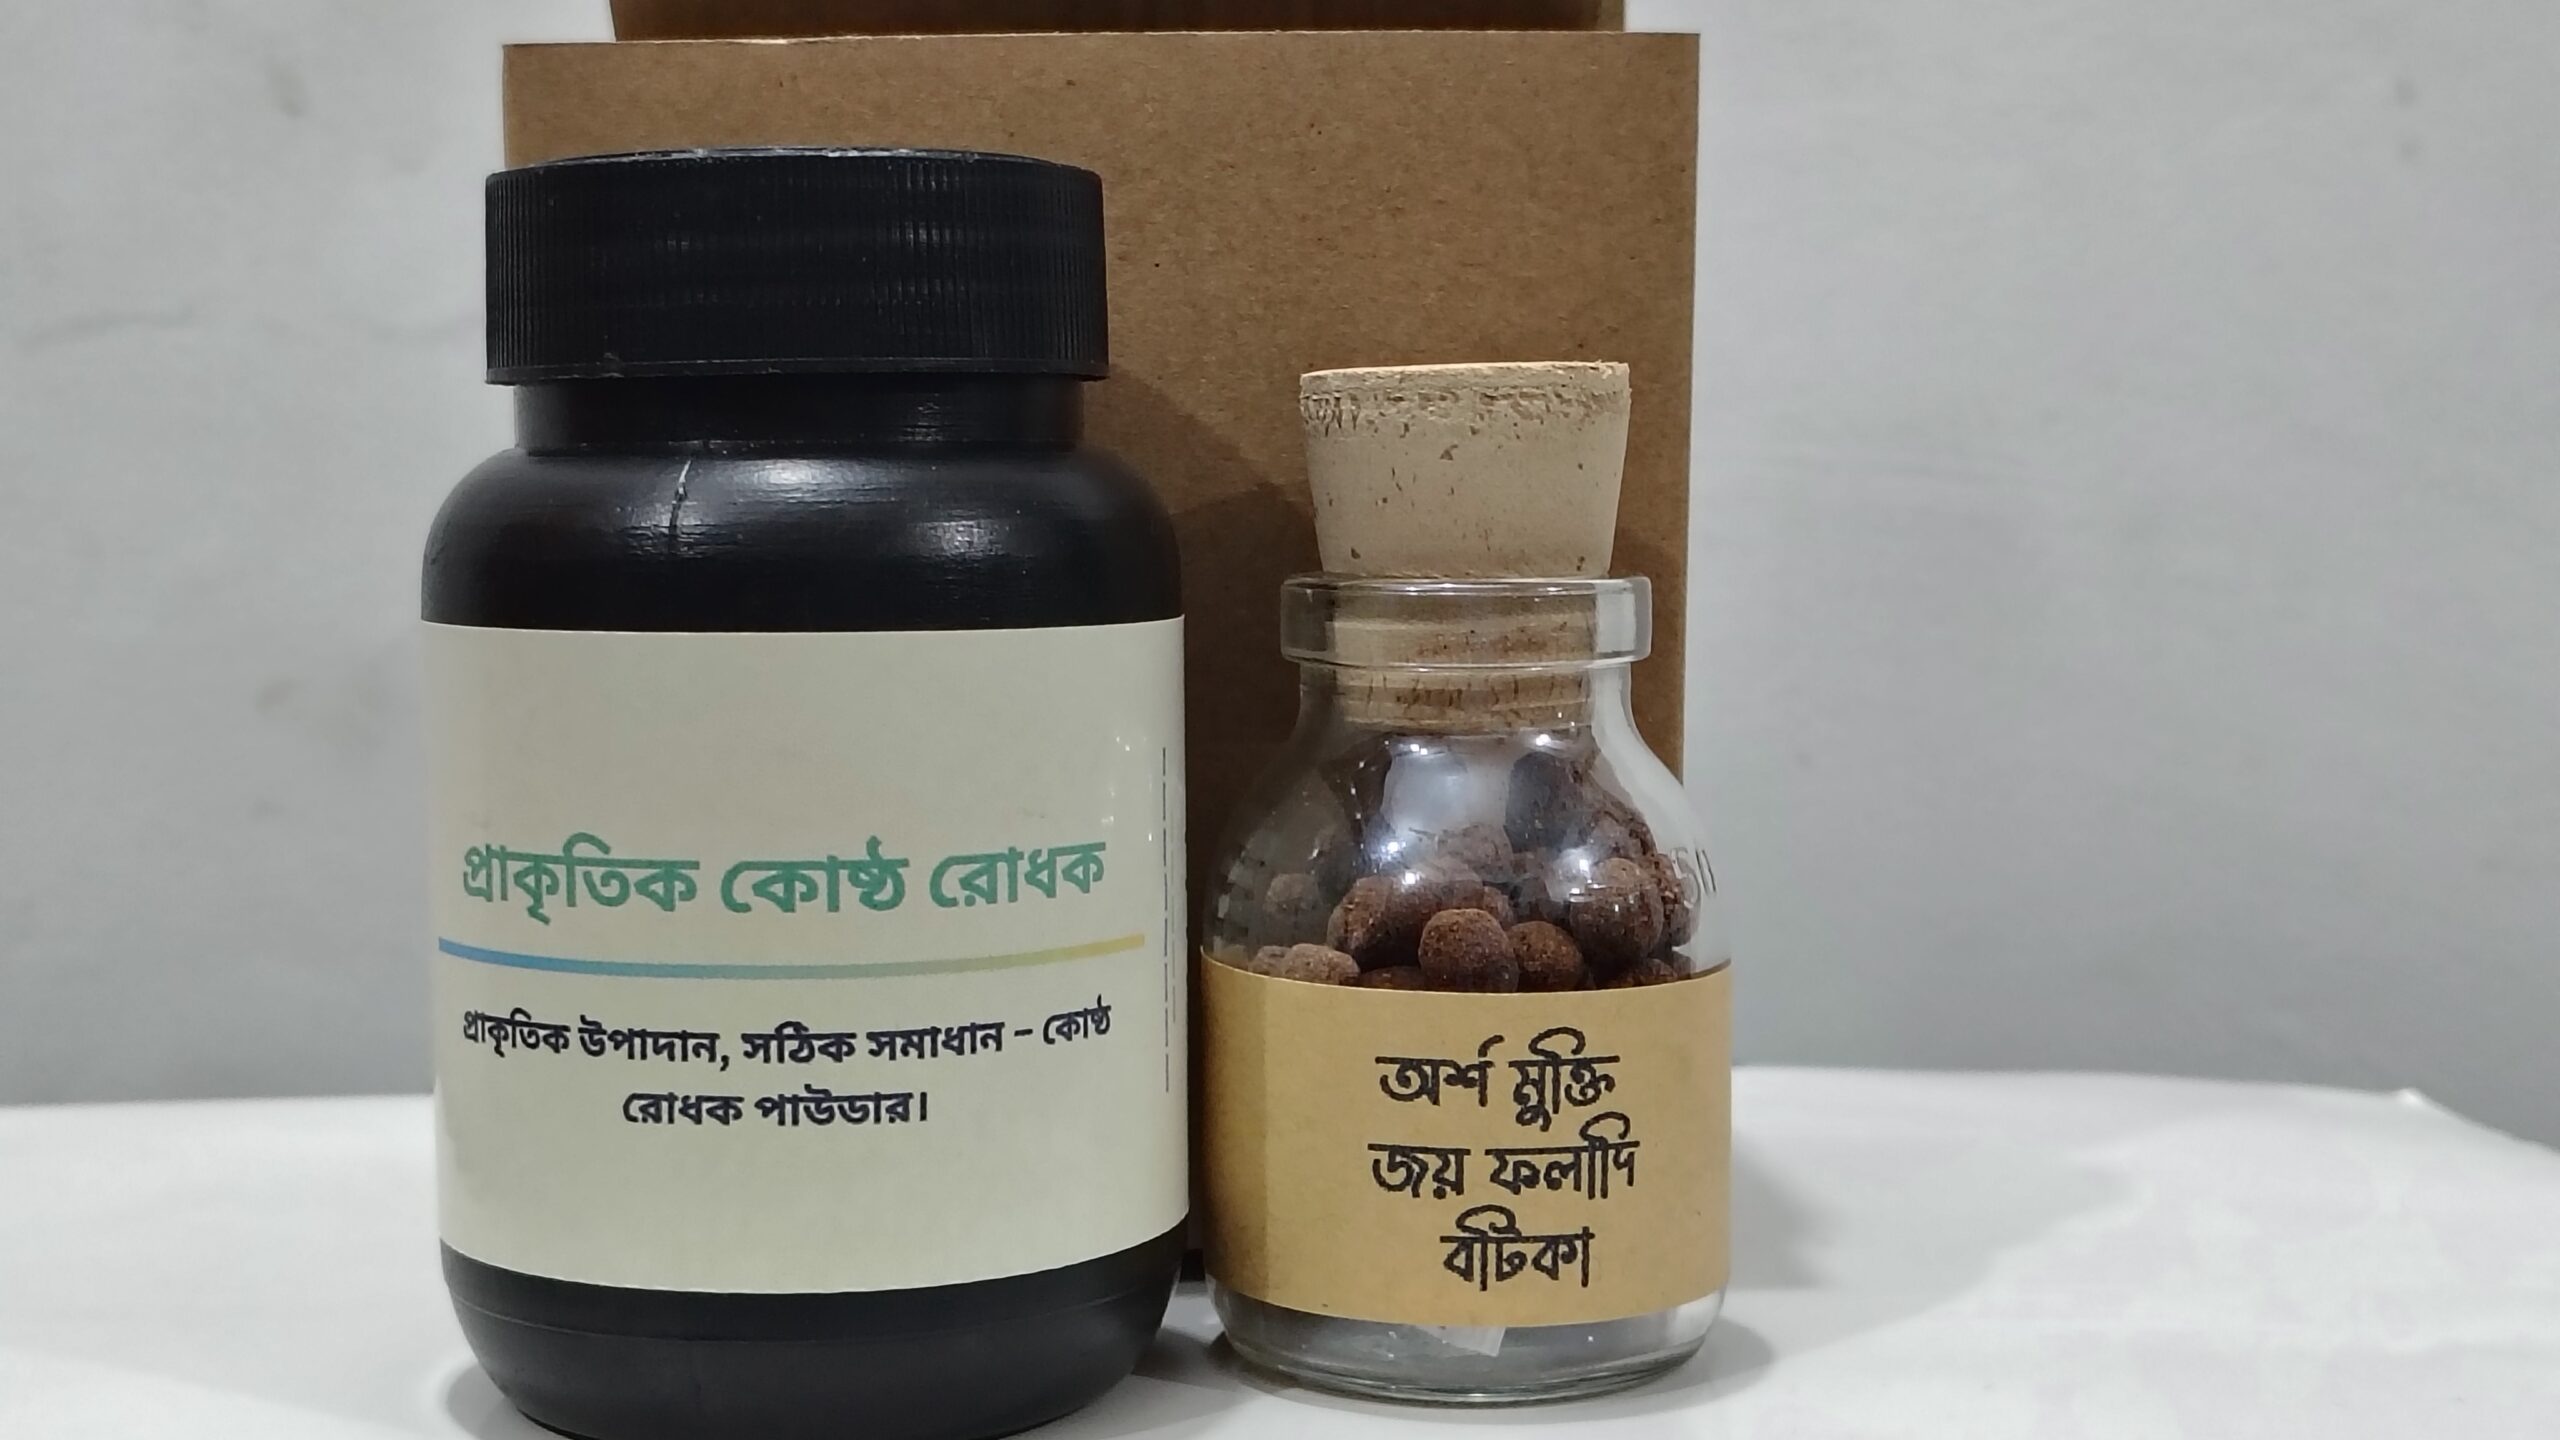 প্রাকৃতিক কোষ্ঠ রোধক
প্রাকৃতিক উপাদান, সঠিক সমাধান – কোষ্ঠ
রোধক পাউডার।
অর্শ মুক্তি
জয় ফলাদি
বটিকা